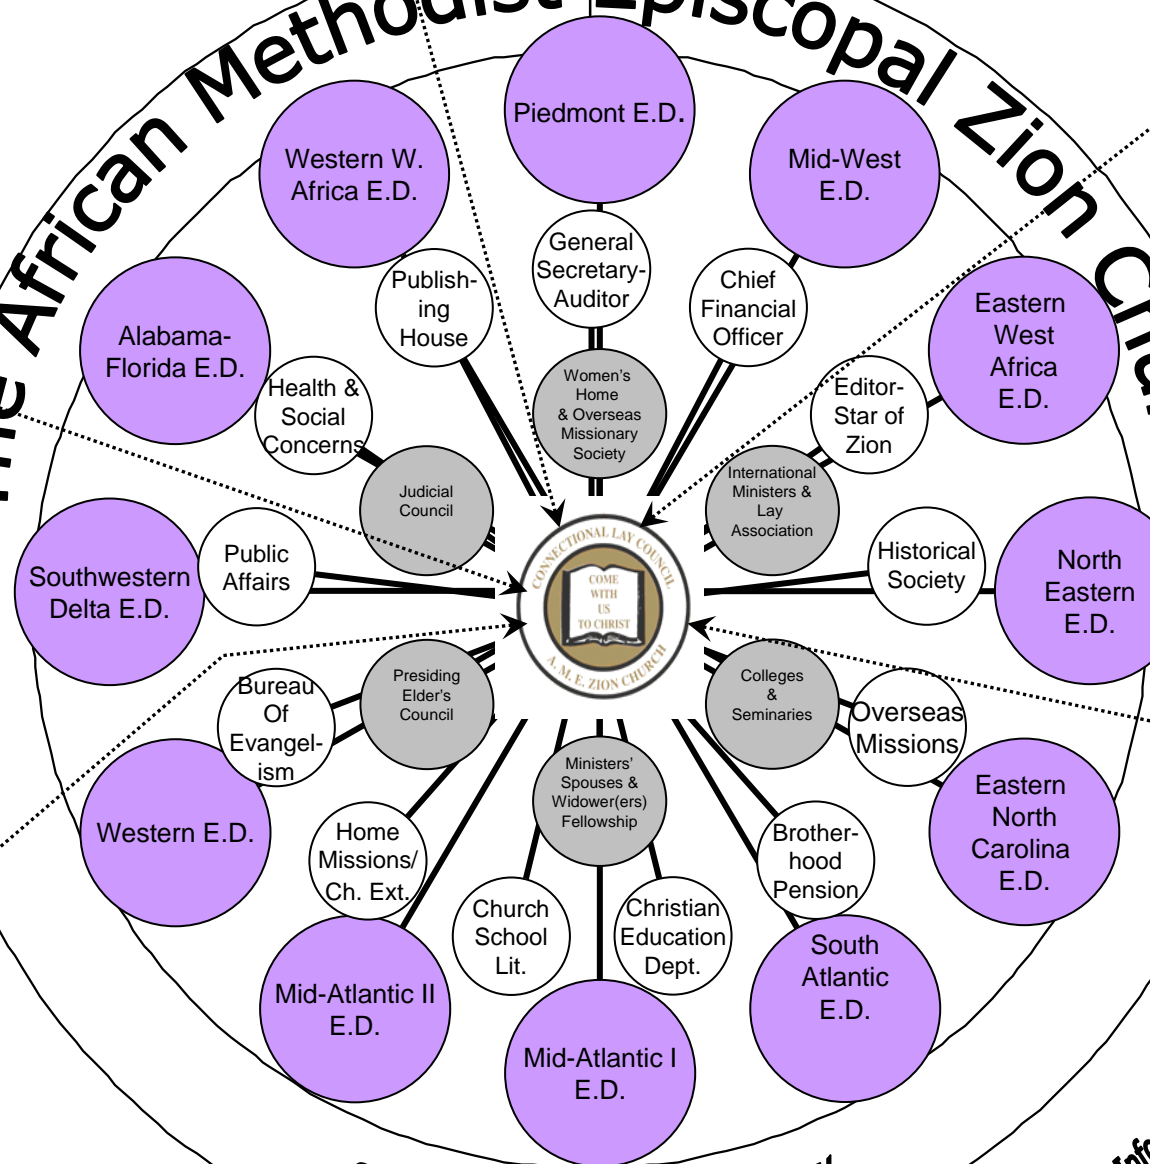 The African Methodist Episcopal Zion
Piedmont E.D.
Western W.
Africa E.D.
Mid-West
E.D.
General
Secretary-
Auditor
Publish-
ing
House
Chief
Financial
Officer
Alabama-
Florida E.D.
Eastern
West
Africa
E.D.
Health &
Social
Concerns
Women's
Home
& Overseas
Missionary
Society
Editor-
Star of
Zion
Judicial
Council
International
Ministers &
Lay
Association
Southwestern
Delta E.D.
Public
Affairs
CONNECTIONAL LAY COUNCIL
COME
WITH
US
TO CHRIST
A. M. E. ZION CHURCH
Historical
Society
North
Eastern
E.D.
Bureau
Of
Evangel-
ism
Presiding
Elder's
Council
Colleges
&
Seminaries
Overseas
Missions
Western E.D.
Ministers'
Spouses &
Widower(ers)
Fellowship
Eastern
North
Carolina
E.D.
Home
Missions/
Ch. Ext.
Brother-
hood
Pension
Church
School
Lit.
Christian
Education
Dept.
Mid-Atlantic II
E.D.
South
Atlantic
E.D.
Mid-Atlantic I
E.D.